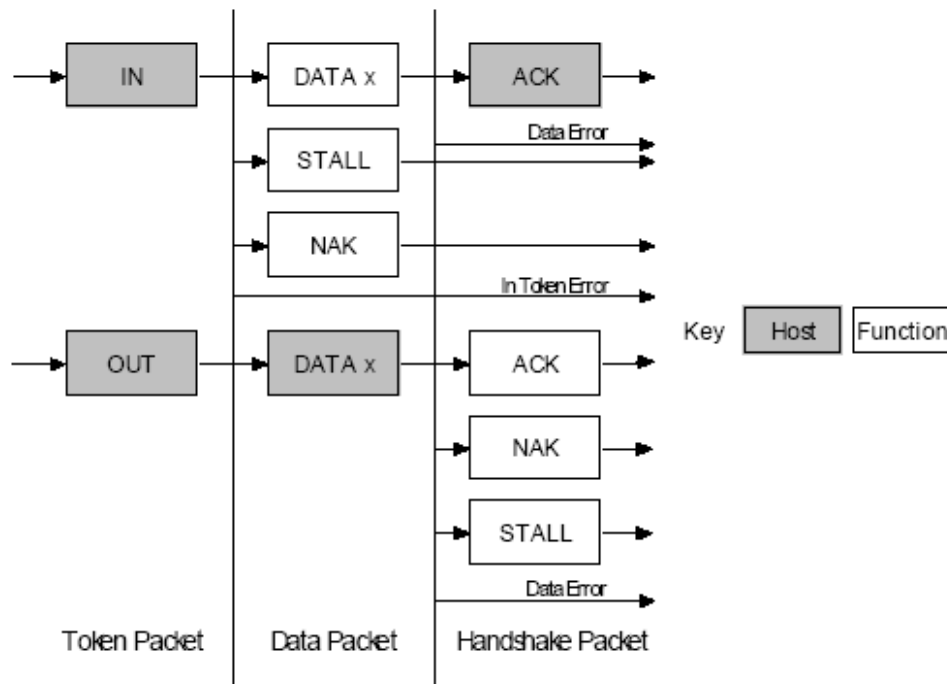 IN
DATA x
ACK
Data Error
STALL
NAK
In Token Error
Key
Host
Function
OUT
DATA x
ACK
NAK
STALL
Data Error
Token Packet
Data Packet
Handshake Packet